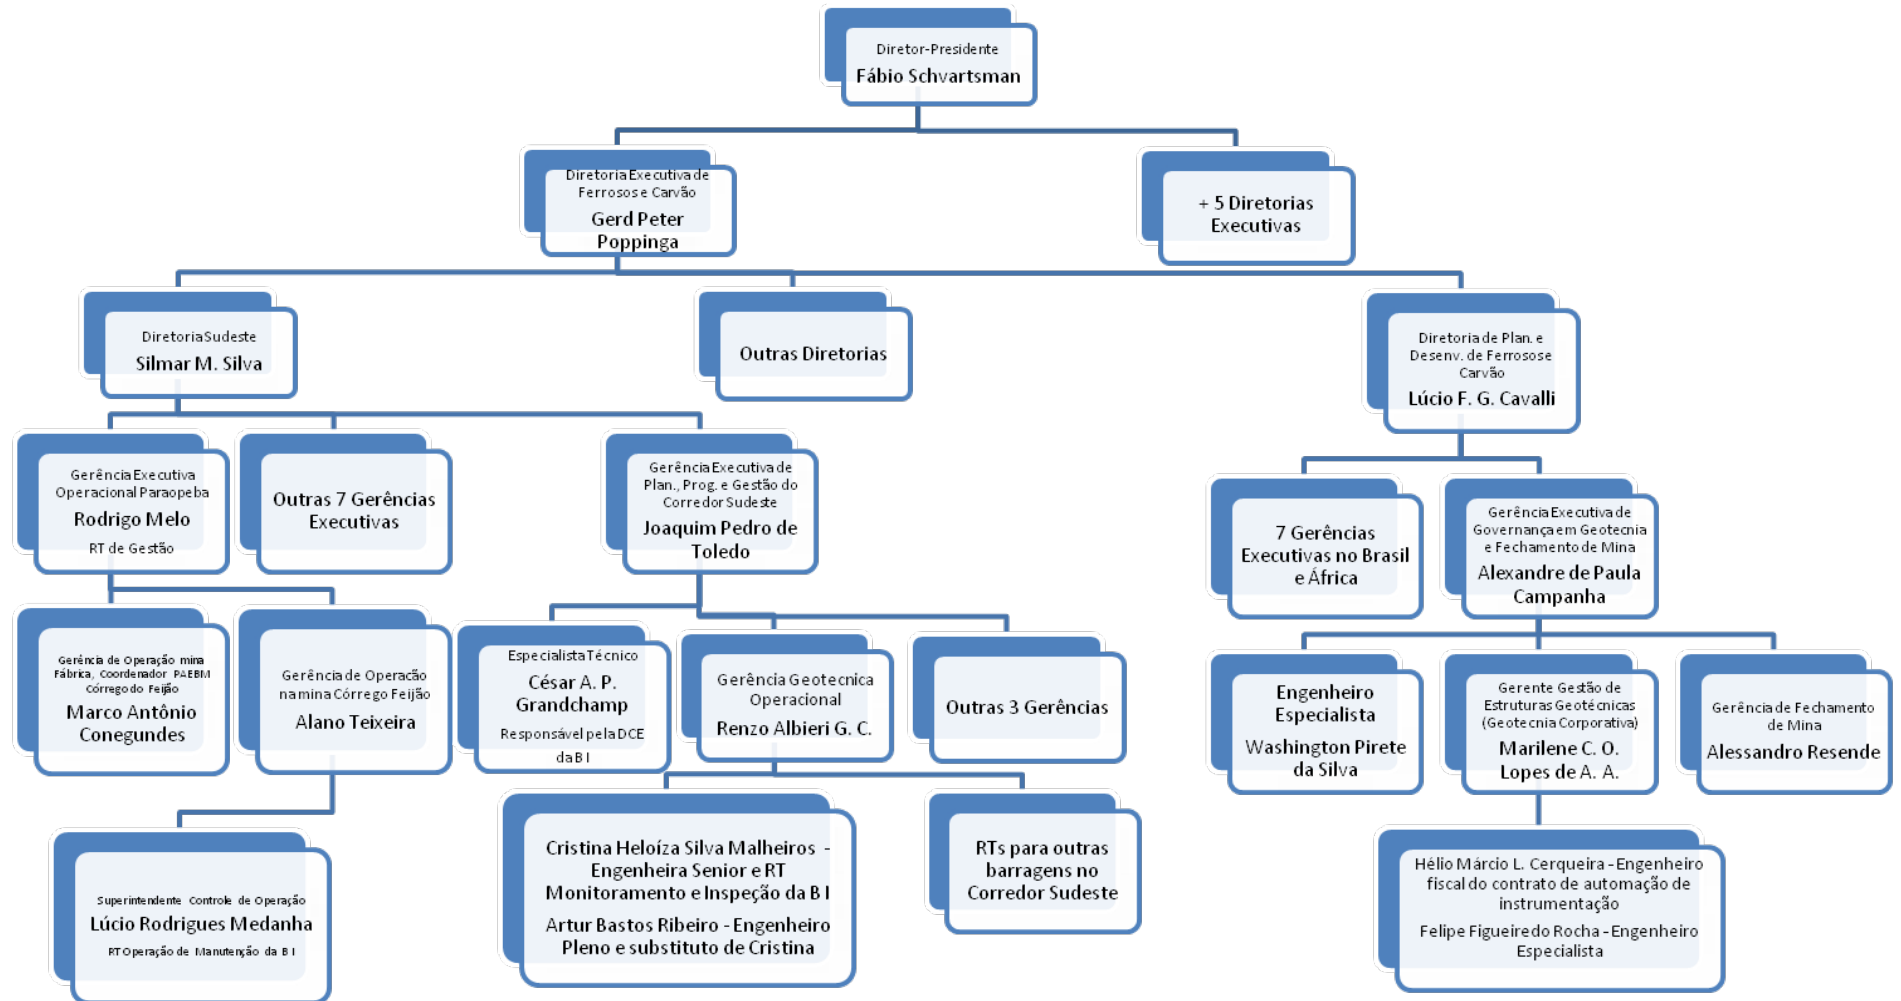 Diretor-Presidente
Fábio Schvartsman
Diretoria Executiva de
Ferrosos e Carvão
Gerd Peter
Poppinga
+ 5 Diretorias
Executivas
Diretoria Sudeste
Silmar M. Silva
Outras Diretorias
Diretoria de Plan. e
Desenv. de Ferrosos e
Carvão
Lúcio F. G. Cavalli
Gerência Executiva
Operacional Paraopeba
Rodrigo Melo
RT de Gestão
Outras 7 Gerências
Executivas
Gerência Executiva de
Plan., Prog. e Gestão do
Corredor Sudeste
Joaquim Pedro de
Toledo
7 Gerências
Executivas no Brasil
e África
Gerência Executiva de
Governança em Geotecnia
e Fechamento de Mina
Alexandre de Paula
Campanha
Gerência de Operação mina
Fábrica, Coordenador PAEBM
Córrego do Feijão
Marco Antônio
Conegundes
Gerência de Operacão
na mina Córrego Feijão
Alano Teixeira
Especialista Técnico
César A. P.
Grandchamp
Responsável pela DCE
da B I
Gerência Geotecnica
Operacional
Renzo Albieri G. C.
Outras 3 Gerências
Engenheiro
Especialista
Washington Pirete
da Silva
Gerente Gestão de
Estruturas Geotécnicas
(Geotecnia Corporativa)
Marilene C. O.
Lopes de A. A.
Gerência de Fechamento
de Mina
Alessandro Resende
Superintendente Controle de Operação
Lúcio Rodrigues Medanha
RT Operação de Manutenção da B I
Cristina Heloíza Silva Malheiros -
Engenheira Senior e RT
Monitoramento e Inspeção da B I
Artur Bastos Ribeiro - Engenheiro
Pleno e substituto de Cristina
RTs para outras
barragens no
Corredor Sudeste
Hélio Márcio L. Cerqueira - Engenheiro
fiscal do contrato de automação de
instrumentação
Felipe Figueiredo Rocha - Engenheiro
Especialista